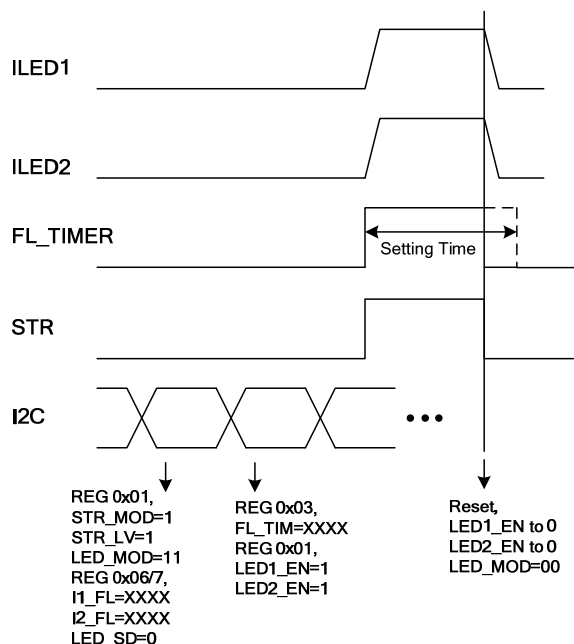 ILED1
ILED2
FL_TIMER
Setting Time
STR
I2C
•••
REG 0x01,
STR_MOD=1
STR_LV=1
LED_MOD=11
REG 0x06/7,
I1_FL=XXXX
I2_FL=XXXX
LED_SD=0
REG 0x03,
FL_TIM=XXXX
REG 0x01,
LED1_EN=1
LED2_EN=1
Reset,
LED1_EN to 0
LED2_EN to 0
LED_MOD=00